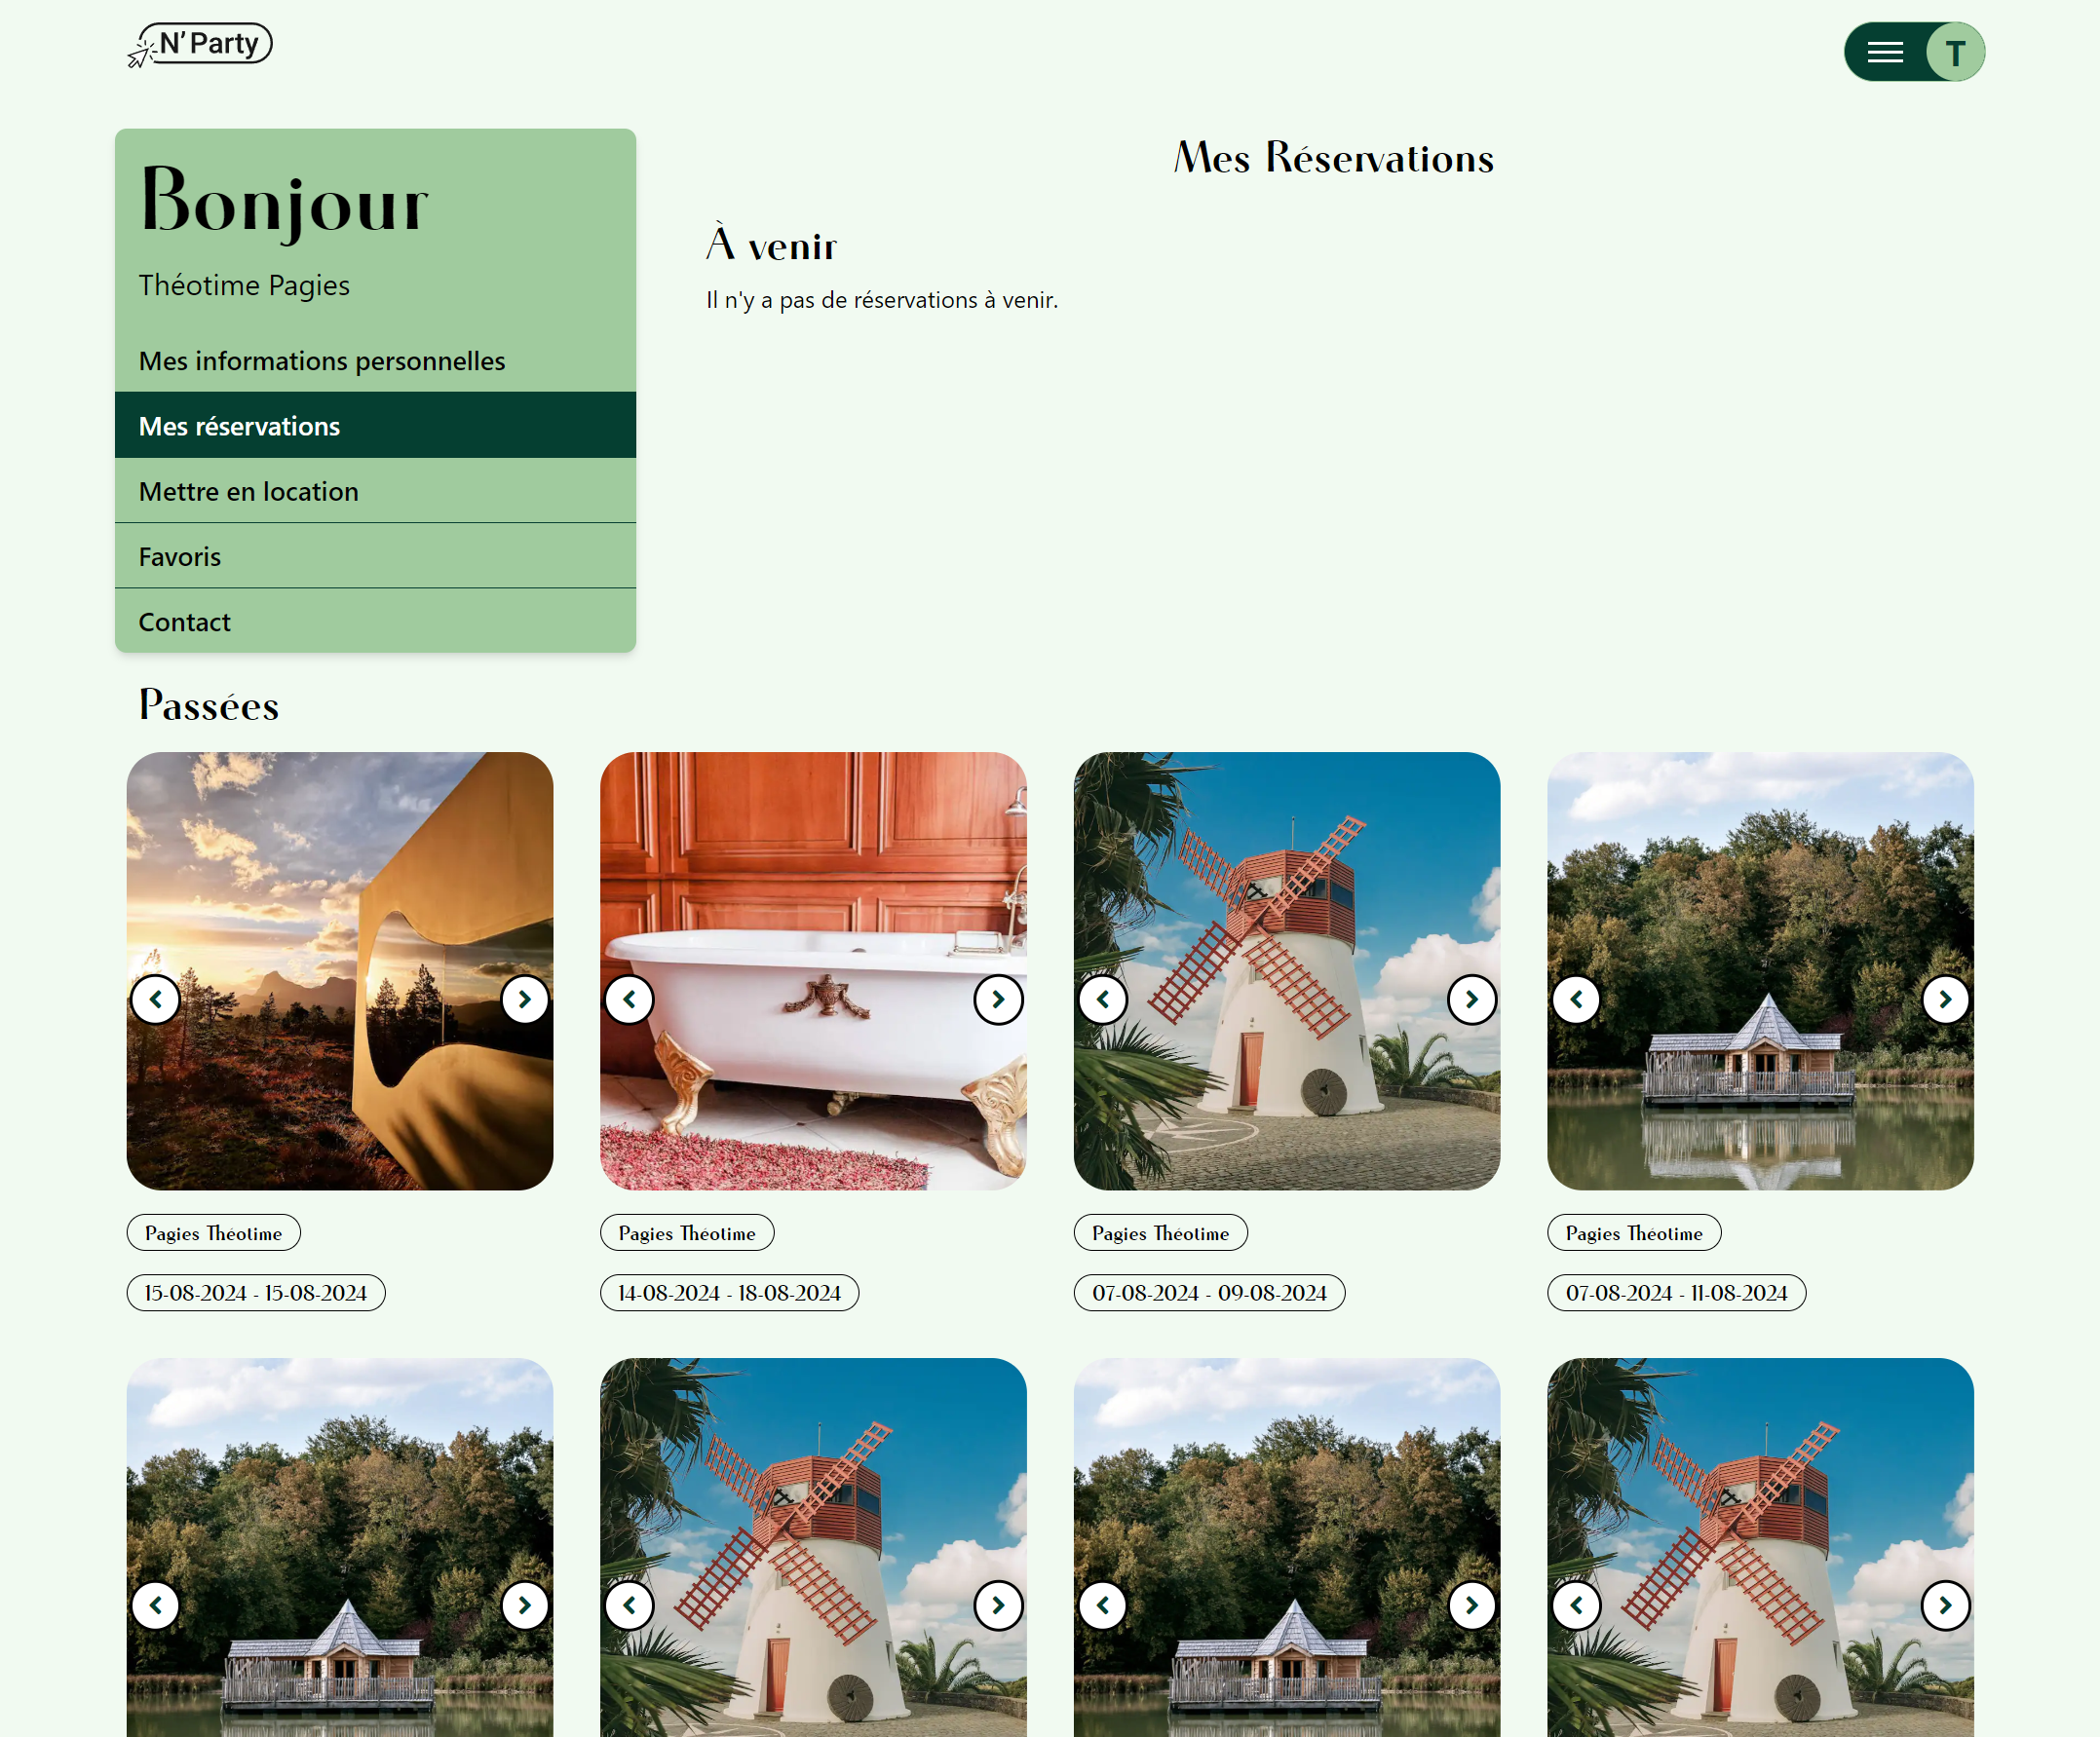 N' Party
T
Bonjour
Théotime Pagies
Mes informations personnelles
Mes réservations
Mettre en location
Favoris
Contact
Mes Réservations
À venir
Il n'y a pas de réservations à venir.
Passées
Pagies Théotime
15-08-2024 - 15-08-2024
Pagies Théotime
14-08-2024 - 18-08-2024
Pagies Théotime
07-08-2024 - 09-08-2024
Pagies Théotime
07-08-2024 - 11-08-2024